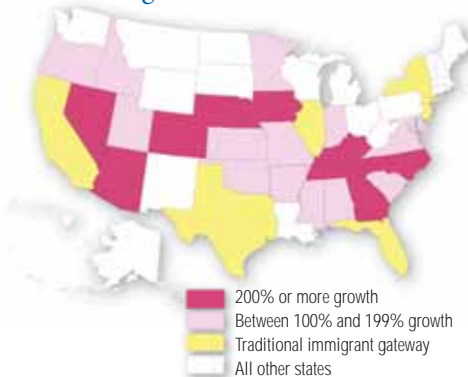 200% or more growth
Between 100% and 199% growth
Traditional immigrant gateway
All other states